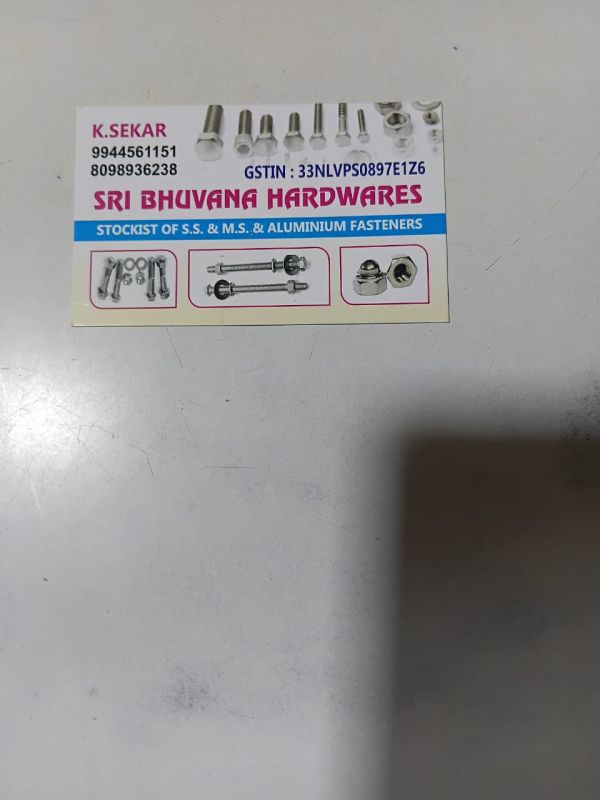 K.SEKAR
9944561151
8098936238
GSTIN : 33NLVPS0897E1Z6
SRI BHUVANA HARDWARES
STOCKIST OF S.S. & M.S. & ALUMINIUM FASTENERS